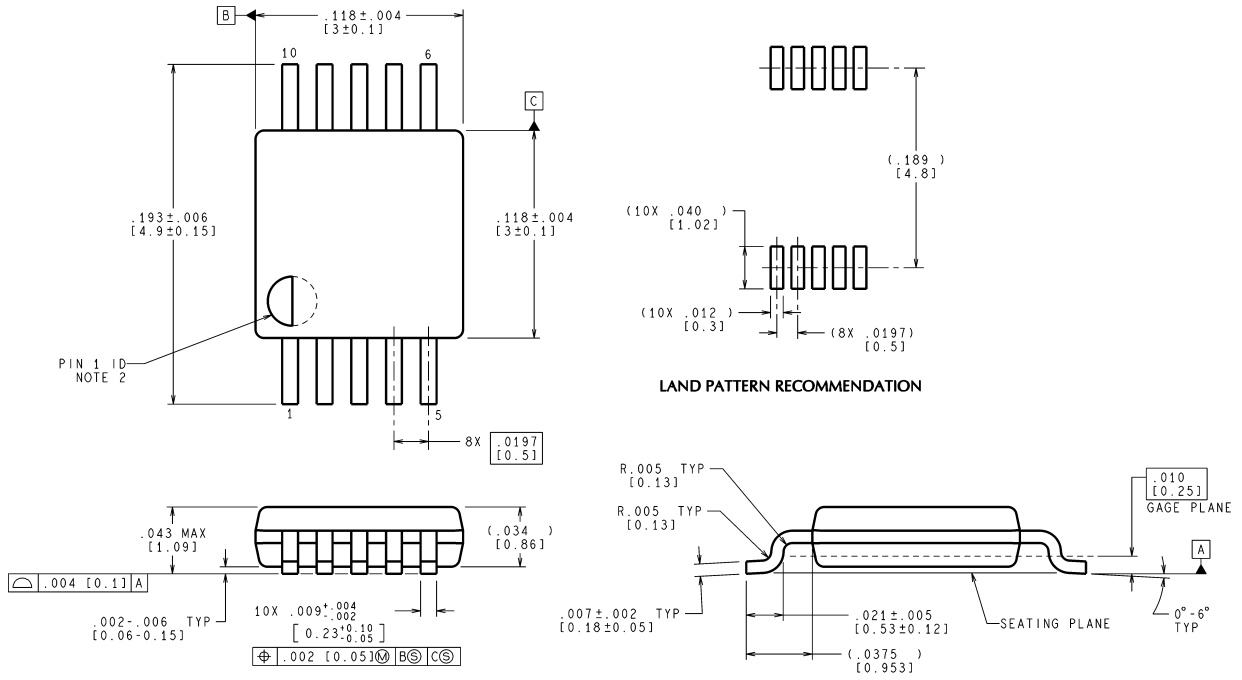 B
.118±.004
[3±0.1]
10
6
C
.193±.006
[4.9±0.15]
.118±.004
[3±0.1]
PIN 1 ID
NOTE 2
1
5
8X .0197
[0.5]
(.189 )
[4.8]
(10X .040 )
[1.02]
(10X .012 )
[0.3]
(8X .0197)
[0.5]
LAND PATTERN RECOMMENDATION
.043 MAX
[1.09]
(.034 )
[0.86]
⌓ .004 [0.1] A
.002-.006 TYP
[0.06-0.15]
10X .009 +.004 -.002
[0.23 +0.10 -0.05]
⌖ .002 [0.05]Ⓜ BⓈ CⓈ
R.005 TYP
[0.13]
R.005 TYP
[0.13]
.010
[0.25]
GAGE PLANE
A
.007±.002 TYP
[0.18±0.05]
.021±.005
[0.53±0.12]
SEATING PLANE
0°-6°
TYP
(.0375 )
[0.953]